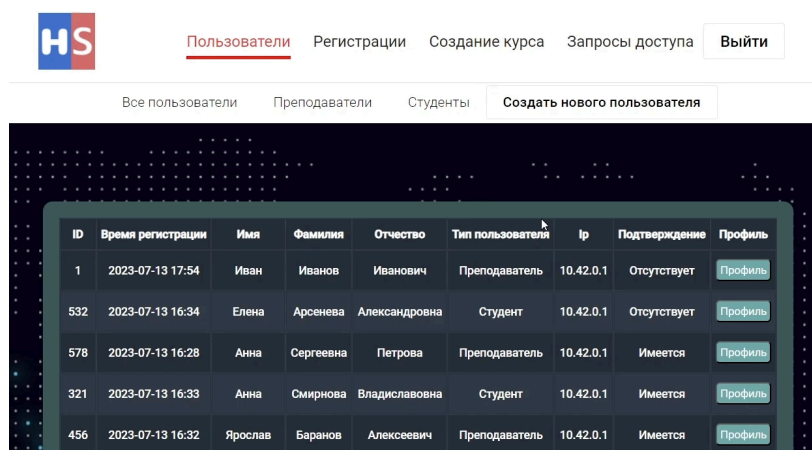 HS Пользователи Регистрации Создание курса Запросы доступа Выйти
Все пользователи Преподаватели Студенты Создать нового пользователя
ID Время регистрации Имя Фамилия Отчество Тип пользователя Ip Подтверждение Профиль
1 2023-07-13 17:54 Иван Иванов Иванович Преподаватель 10.42.0.1 Отсутствует Профиль
532 2023-07-13 16:34 Елена Арсенева Александровна Студент 10.42.0.1 Отсутствует Профиль
578 2023-07-13 16:28 Анна Сергеевна Петрова Преподаватель 10.42.0.1 Имеется Профиль
321 2023-07-13 16:33 Анна Смирнова Владиславовна Студент 10.42.0.1 Имеется Профиль
456 2023-07-13 16:32 Ярослав Баранов Алексеевич Преподаватель 10.42.0.1 Имеется Профиль